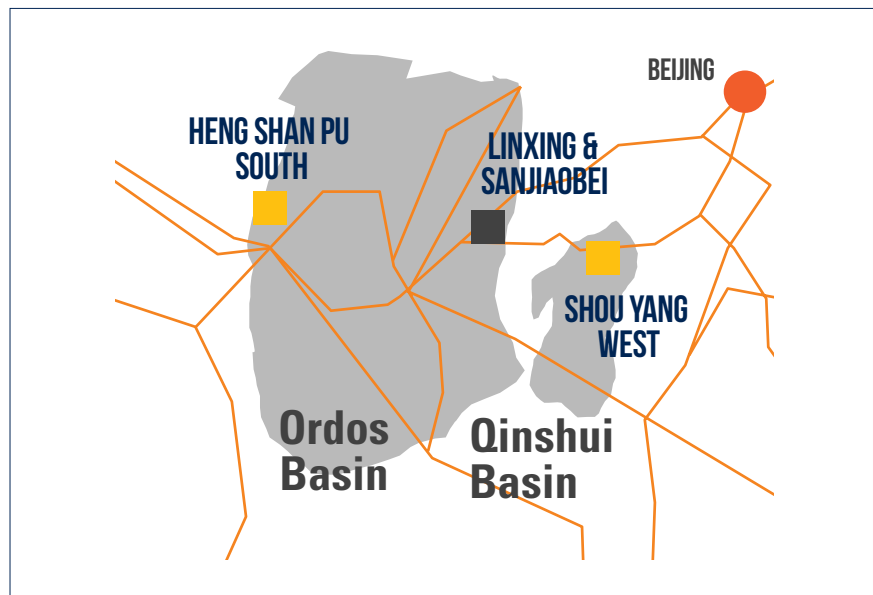 BEIJING
HENG SHAN PU
SOUTH
LINXING &
SANJIAOBEI
SHOU YANG
WEST
Ordos
Basin
Qinshui
Basin